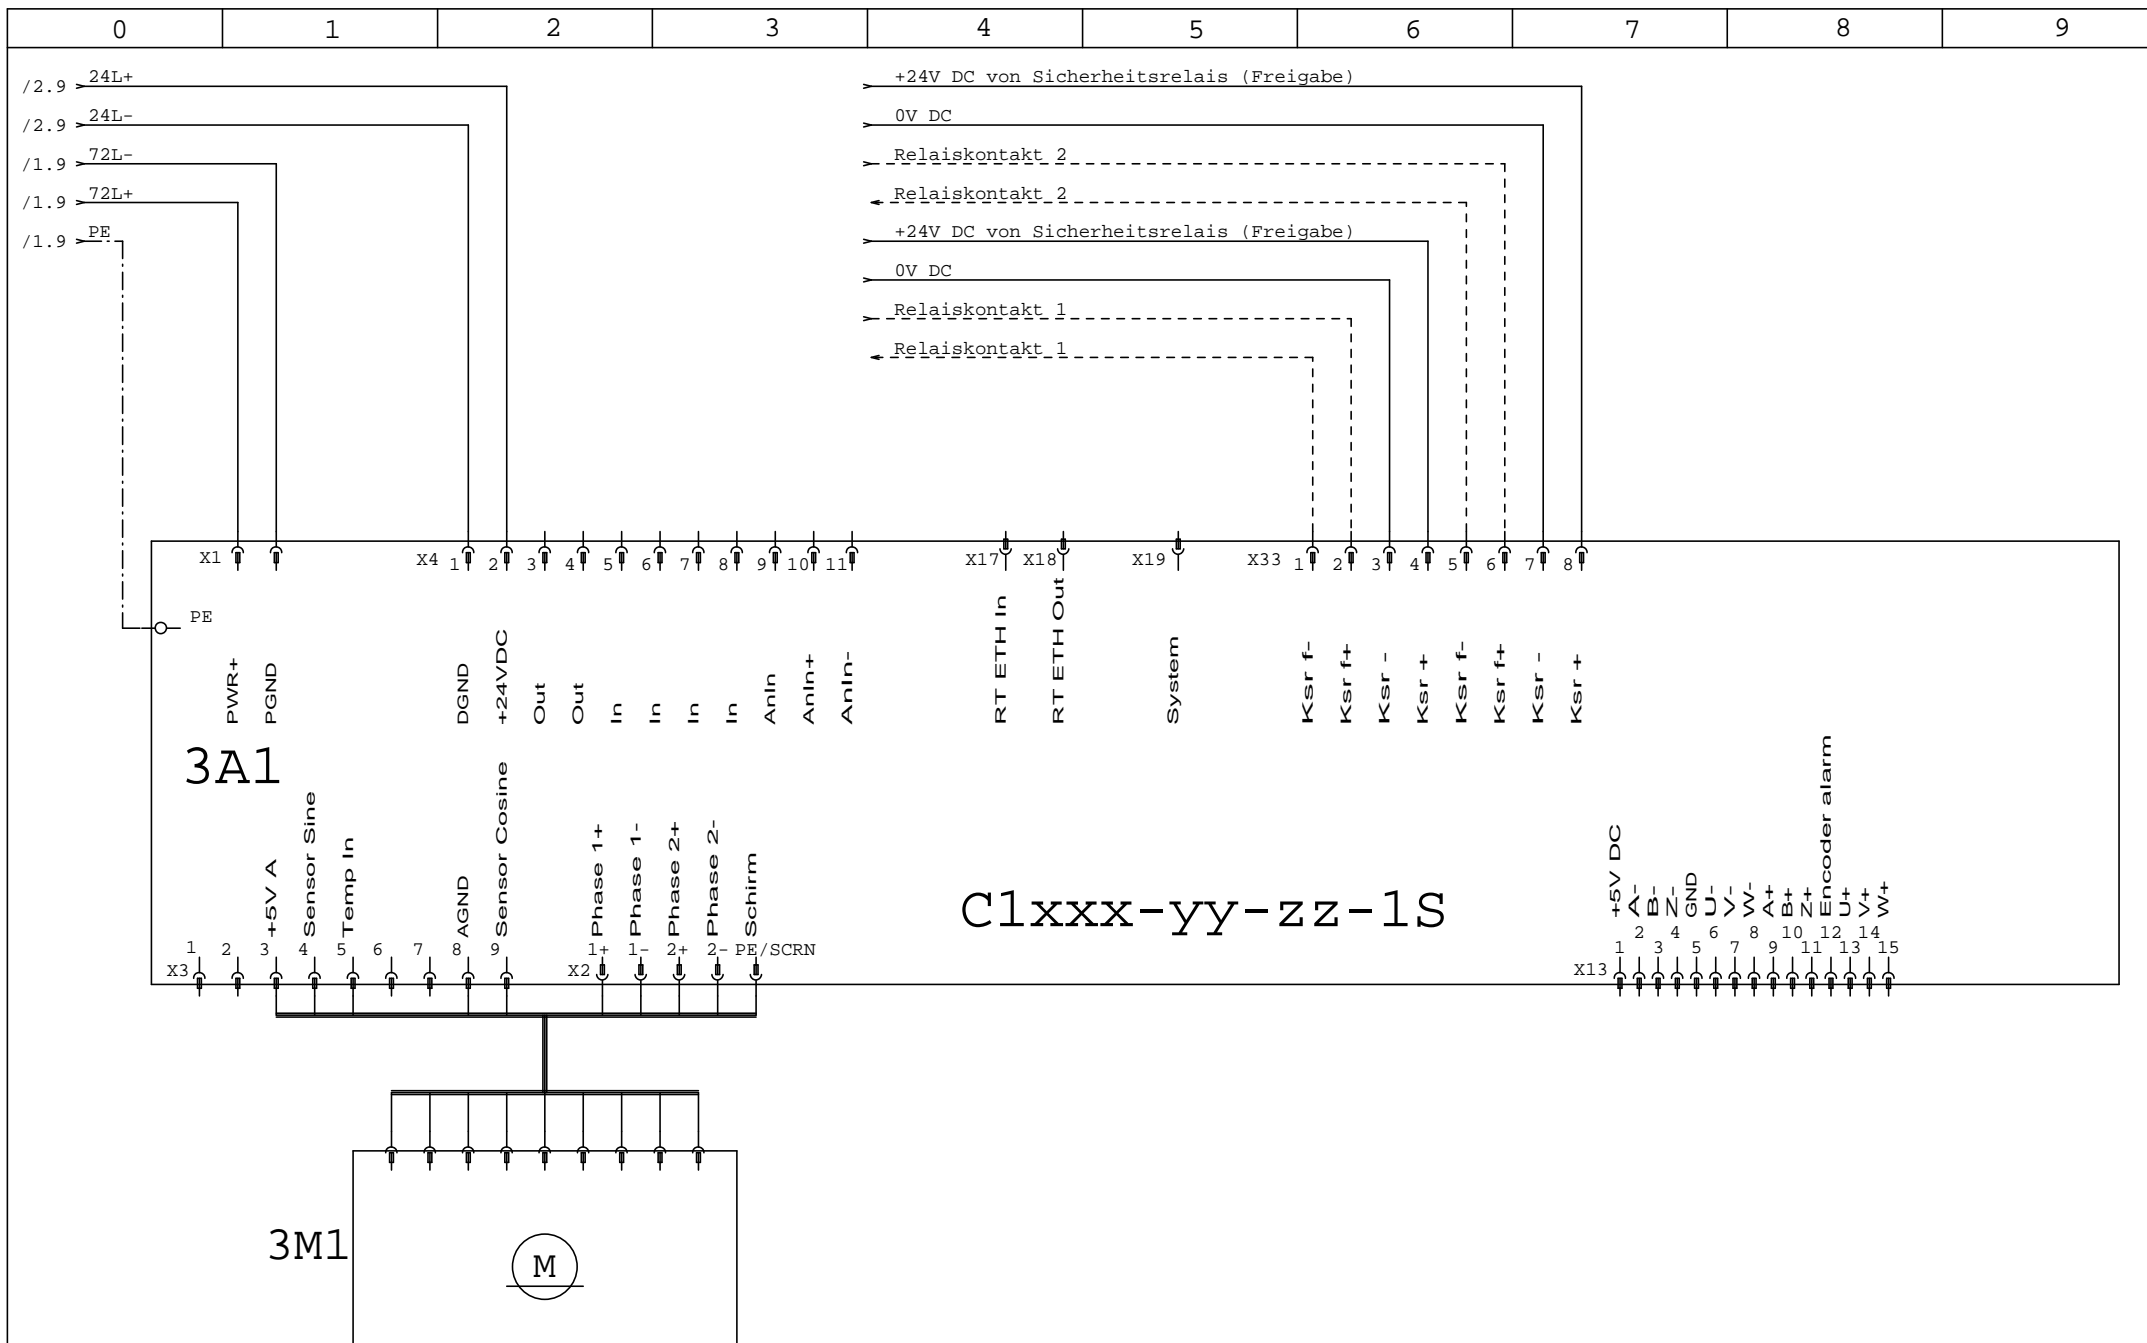 0 1 2 3 4 5 6 7 8 9
/2.9 24L+
/2.9 24L-
/1.9 72L-
/1.9 72L+
/1.9 PE
+24V DC von Sicherheitsrelais (Freigabe)
0V DC
Relaiskontakt 2
Relaiskontakt 2
+24V DC von Sicherheitsrelais (Freigabe)
0V DC
Relaiskontakt 1
Relaiskontakt 1
X1
X4 1 2 3 4 5 6 7 8 9 10 11
X17 X18
X19
X33 1 2 3 4 5 6 7 8
PE
PWR+
PGND
DGND
+24VDC
Out
Out
In
In
In
In
AnIn
AnIn+
AnIn-
RT ETH In
RT ETH Out
System
Ksr f-
Ksr f+
Ksr -
Ksr +
Ksr f-
Ksr f+
Ksr -
Ksr +
3A1
C1xxx-yy-zz-1S
+5V A
Sensor Sine
Temp In
AGND
Sensor Cosine
Phase 1+
Phase 1-
Phase 2+
Phase 2-
Schirm
+5V DC
A-
B-
Z-
GND
U-
V-
W-
A+
B+
Z+
Encoder alarm
U+
V+
W+
X3 1 2 3 4 5 6 7 8 9
X2 1+ 1- 2+ 2- PE/SCRN
X13 1 2 3 4 5 6 7 8 9 10 11 12 13 14 15
3M1
M